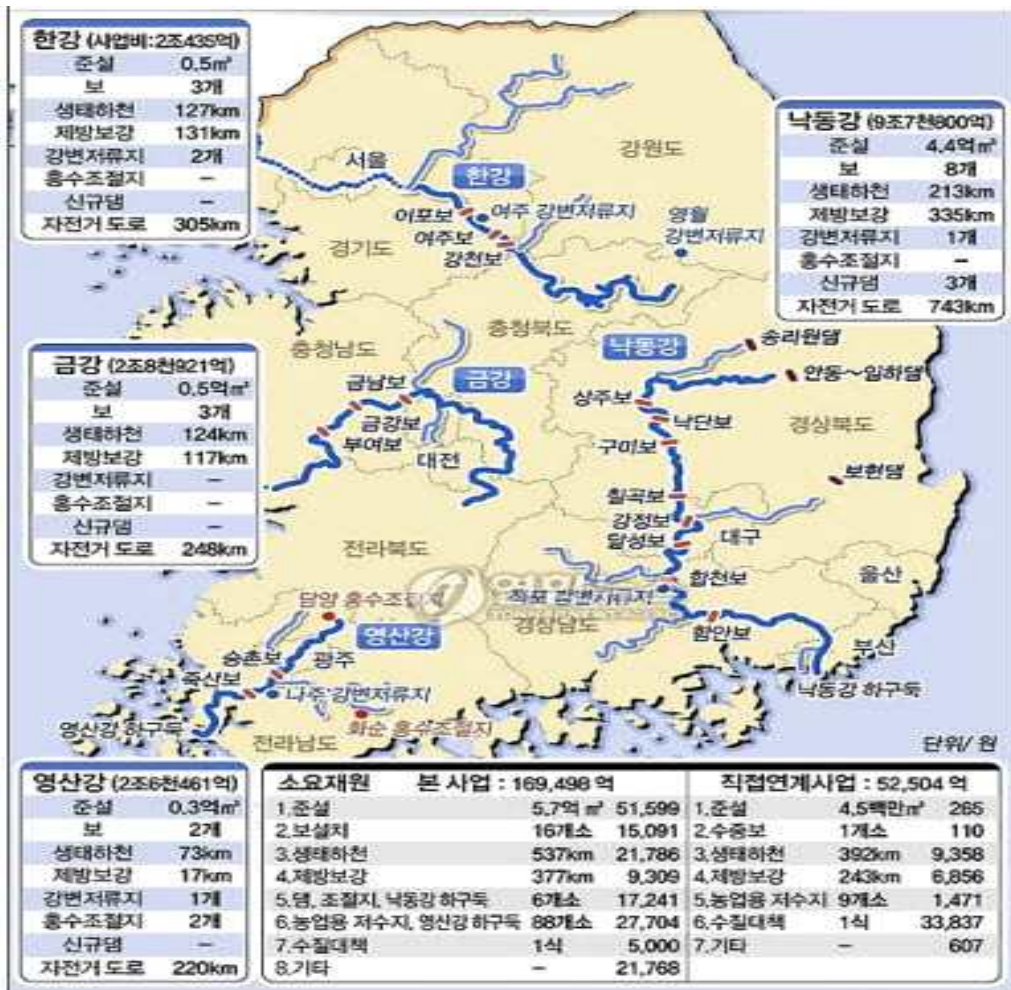 한강 (사업비:2조435억)
준설 0.5㎥
보 3개
생태하천 127km
제방보강 131km
강변저류지 2개
홍수조절지 -
신규댐 -
자전거 도로 305km
낙동강 (9조7천800억)
준설 4.4억㎥
보 8개
생태하천 213km
제방보강 335km
강변저류지 1개
홍수조절지 -
신규댐 3개
자전거 도로 743km
금강 (2조8천921억)
준설 0.5억㎥
보 3개
생태하천 124km
제방보강 117km
강변저류지 -
홍수조절지 -
신규댐 -
자전거 도로 248km
서울
강원도
한강
이포보
여주 강변저류지
여주보
강천보
영월
강변저류지
경기도
충청북도
충청남도
낙동강
송리원댐
안동~임하댐
금남보
금강
금강보
부여보
대전
상주보
낙단보
구미보
경상북도
보현댐
칠곡보
강정보
달성보
대구
전라북도
합천보
울산
경상남도
함안보
부산
낙동강 하구둑
담양 홍수조절지
영산강
승촌보
광주
죽산보
나주 강변저류지
영산강 하구둑
화순 홍수조절지
전라남도
단위/ 원
영산강 (2조6천461억)
준설 0.3억㎥
보 2개
생태하천 73km
제방보강 17km
강변저류지 1개
홍수조절지 2개
신규댐 -
자전거 도로 220km
소요재원 본 사업 : 169,498 억
1.준설 5.7억 ㎥ 51,599
2.보설치 16개소 15,091
3.생태하천 537km 21,786
4.제방보강 377km 9,309
5.댐, 조절지, 낙동강 하구둑 6개소 17,241
6.농업용 저수지, 영산강 하구둑 88개소 27,704
7.수질대책 1식 5,000
8.기타 - 21,768
직접연계사업 : 52,504 억
1.준설 4.5백만㎥ 265
2.수중보 1개소 110
3.생태하천 392km 9,358
4.제방보강 243km 6,856
5.농업용 저수지 9개소 1,471
6.수질대책 1식 33,837
7.기타 - 607